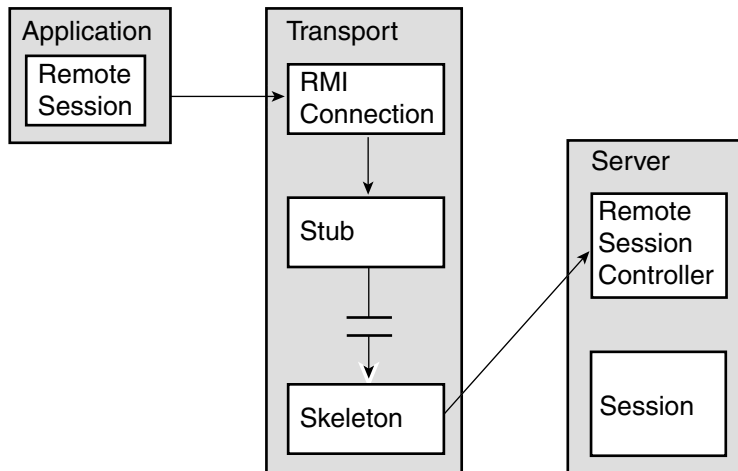 Application
Remote
Session
Transport
RMI
Connection
Stub
Skeleton
Server
Remote
Session
Controller
Session